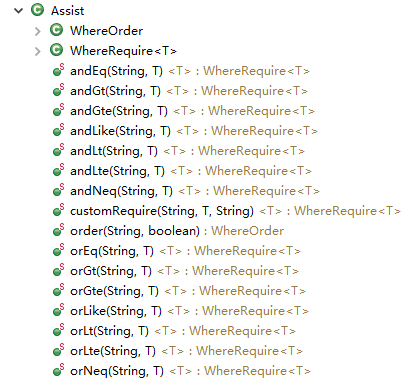 Assist
WhereOrder
WhereRequire<T>
andEq(String, T) <T> : WhereRequire<T>
andGt(String, T) <T> : WhereRequire<T>
andGte(String, T) <T> : WhereRequire<T>
andLike(String, T) <T> : WhereRequire<T>
andLt(String, T) <T> : WhereRequire<T>
andLte(String, T) <T> : WhereRequire<T>
andNeq(String, T) <T> : WhereRequire<T>
customRequire(String, T, String) <T> : WhereRequire<T>
order(String, boolean) : WhereOrder
orEq(String, T) <T> : WhereRequire<T>
orGt(String, T) <T> : WhereRequire<T>
orGte(String, T) <T> : WhereRequire<T>
orLike(String, T) <T> : WhereRequire<T>
orLt(String, T) <T> : WhereRequire<T>
orLte(String, T) <T> : WhereRequire<T>
orNeq(String, T) <T> : WhereRequire<T>